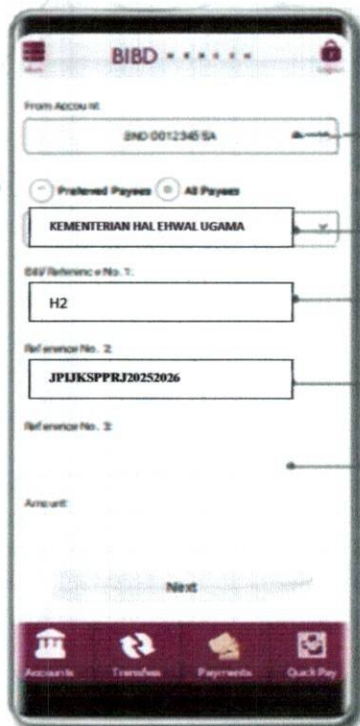 BIBD
From Account:
BND 0012345 SA
Preferred Payees All Payees
KEMENTERIAN HAL EHWAL UGAMA
Bill/Reference No. 1:
H2
Reference No. 2:
JPIJKSPPRJ20252026
Reference No. 3:
Amount:
Next
Accounts Transfers Payments Quick Pay